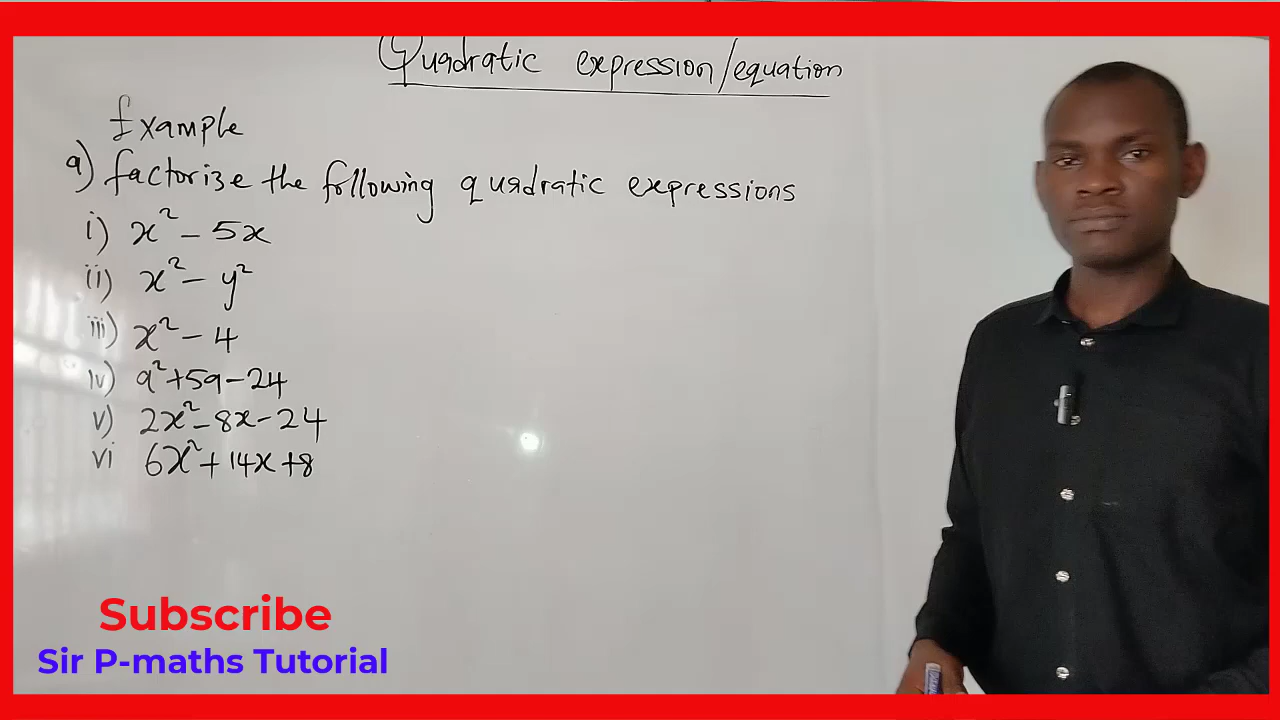 Quadratic expression/equation
Example
a) factorize the following quadratic expressions
i) x² - 5x
ii) x² - y²
iii) x² - 4
iv) a² + 5a - 24
v) 2x² - 8x - 24
vi 6x² + 14x + 8
Subscribe
Sir P-maths Tutorial